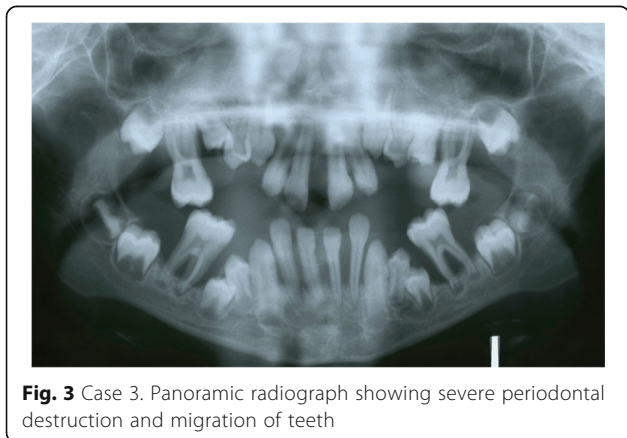 Fig. 3 Case 3. Panoramic radiograph showing severe periodontal
destruction and migration of teeth